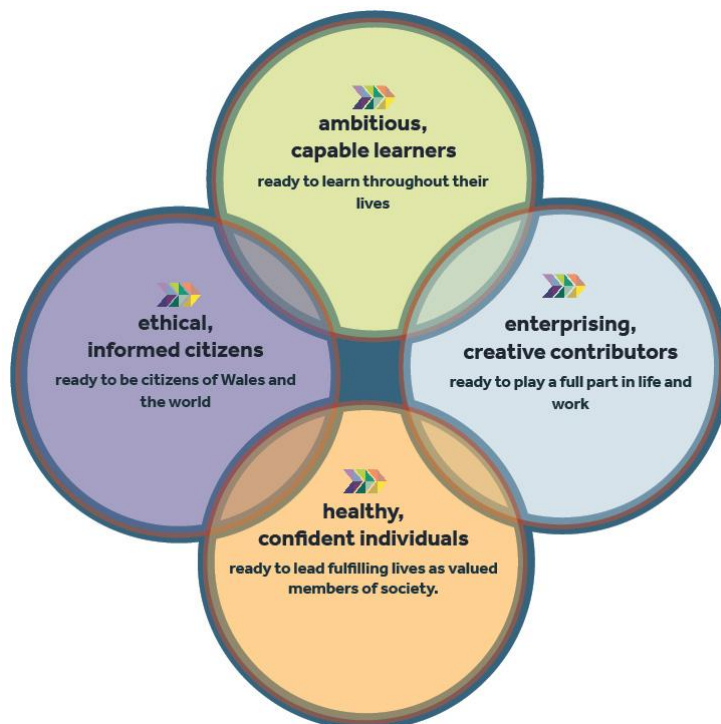 ambitious,
capable learners
ready to learn throughout their
lives
ethical,
informed citizens
ready to be citizens of Wales and
the world
enterprising,
creative contributors
ready to play a full part in life and
work
healthy,
confident individuals
ready to lead fulfilling lives as valued
members of society.